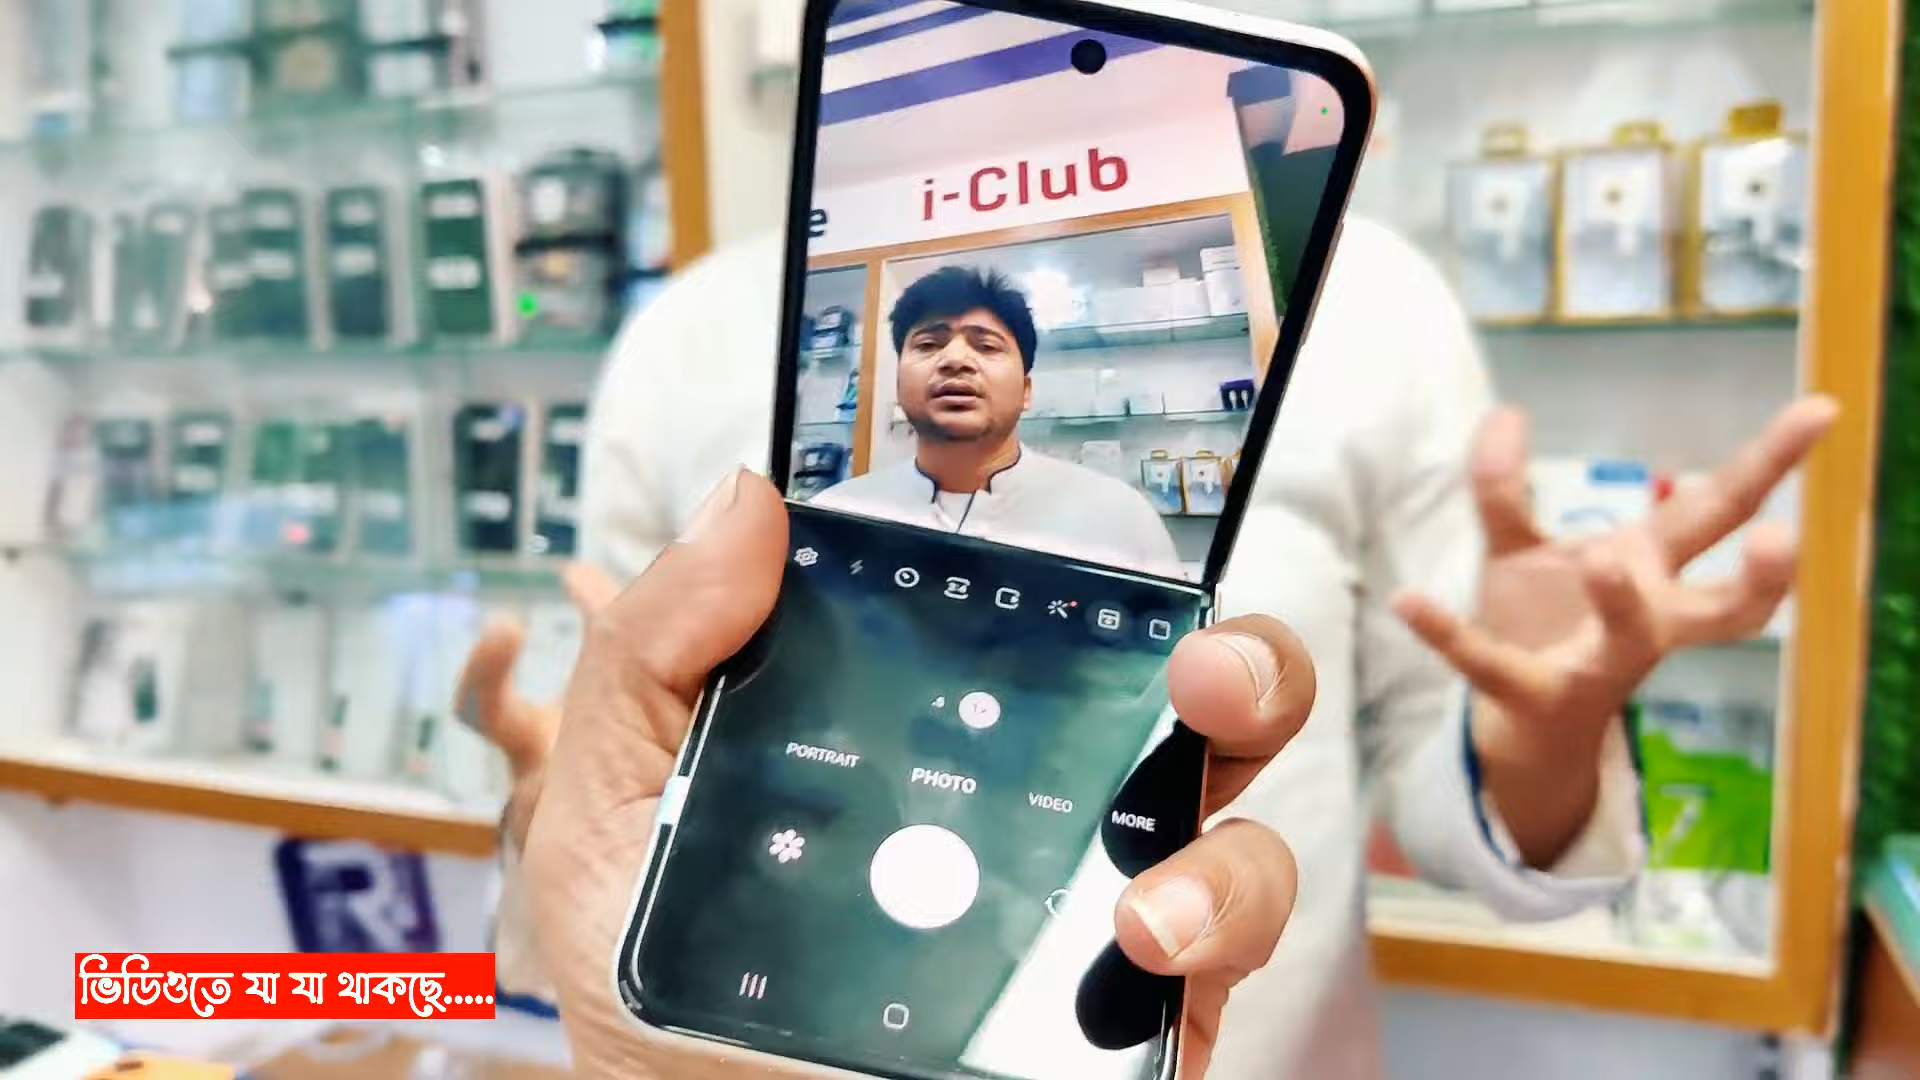 i-Club
e
PORTRAIT
PHOTO
VIDEO
MORE
ভিডিওতে যা যা থাকছে.....